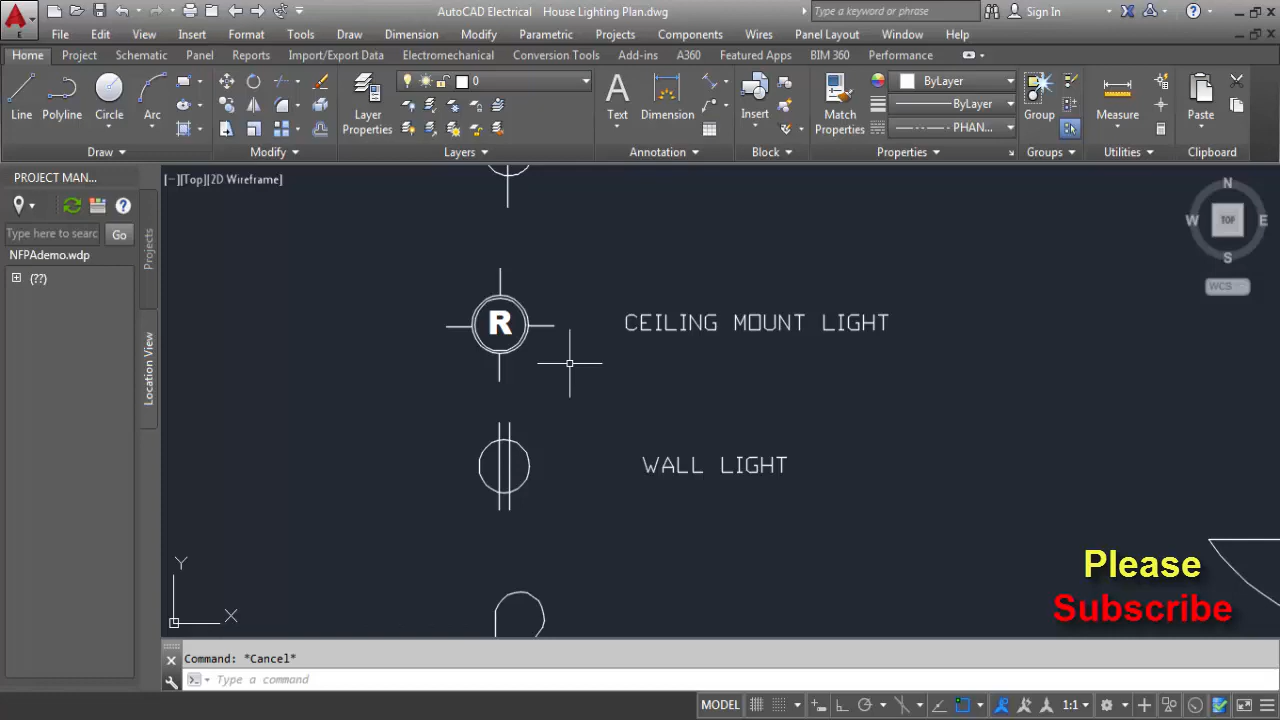 AutoCAD Electrical House Lighting Plan.dwg
Type a keyword or phrase
Sign In
File Edit View Insert Format Tools Draw Dimension Modify Parametric Projects Components Wires Panel Layout Window Help
Home Project Schematic Panel Reports Import/Export Data Electromechanical Conversion Tools Add-ins A360 Featured Apps BIM 360 Performance
E
0
ByLayer
ByLayer
PHAN...
Line Polyline Circle Arc
Layer Properties
Text Dimension
Insert
Match Properties
Group
Measure
Paste
Draw Modify Layers Annotation Block Properties Groups Utilities Clipboard
PROJECT MAN...
Type here to searc
Go
NFPAdemo.wdp
(??)
Projects
Location View
[−][Top][2D Wireframe]
N
W TOP E
S
WCS
R
CEILING MOUNT LIGHT
WALL LIGHT
Y
X
Please
Subscribe
Command: *Cancel*
Type a command
MODEL
1:1